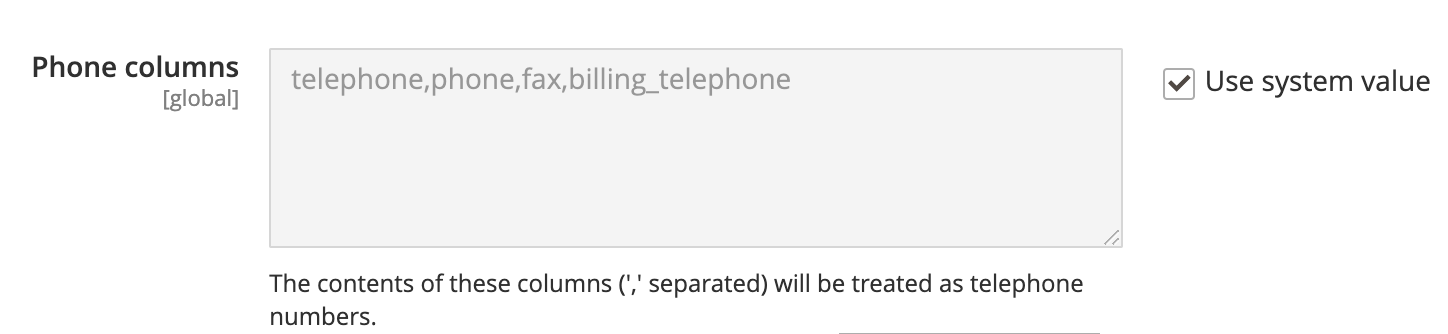 Phone columns
[global]
telephone,phone,fax,billing_telephone
Use system value
The contents of these columns (',' separated) will be treated as telephone
numbers.